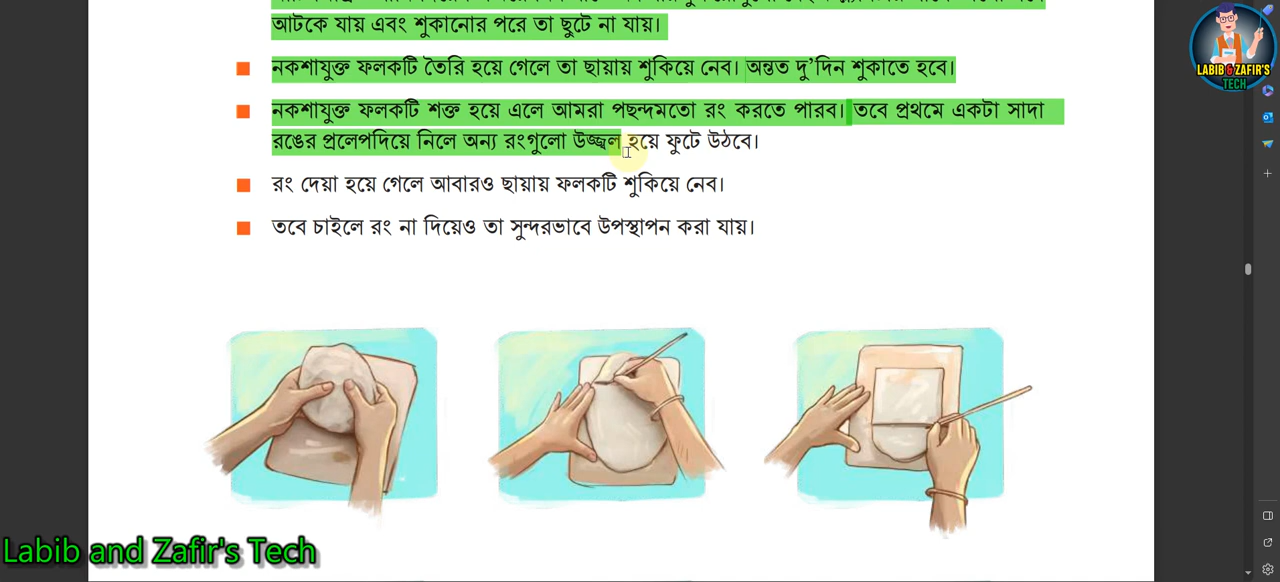 আটকে যায় এবং শুকানোর পরে তা ছুটে না যায়।
নকশাযুক্ত ফলকটি তৈরি হয়ে গেলে তা ছায়ায় শুকিয়ে নেব। অন্তত দু’দিন শুকাতে হবে।
নকশাযুক্ত ফলকটি শক্ত হয়ে এলে আমরা পছন্দমতো রং করতে পারব। তবে প্রথমে একটা সাদা
রঙের প্রলেপদিয়ে নিলে অন্য রংগুলো উজ্জ্বল হয়ে ফুটে উঠবে।
রং দেয়া হয়ে গেলে আবারও ছায়ায় ফলকটি শুকিয়ে নেব।
তবে চাইলে রং না দিয়েও তা সুন্দরভাবে উপস্থাপন করা যায়।
LABIB & ZAFIR'S
TECH
Labib and Zafir's Tech